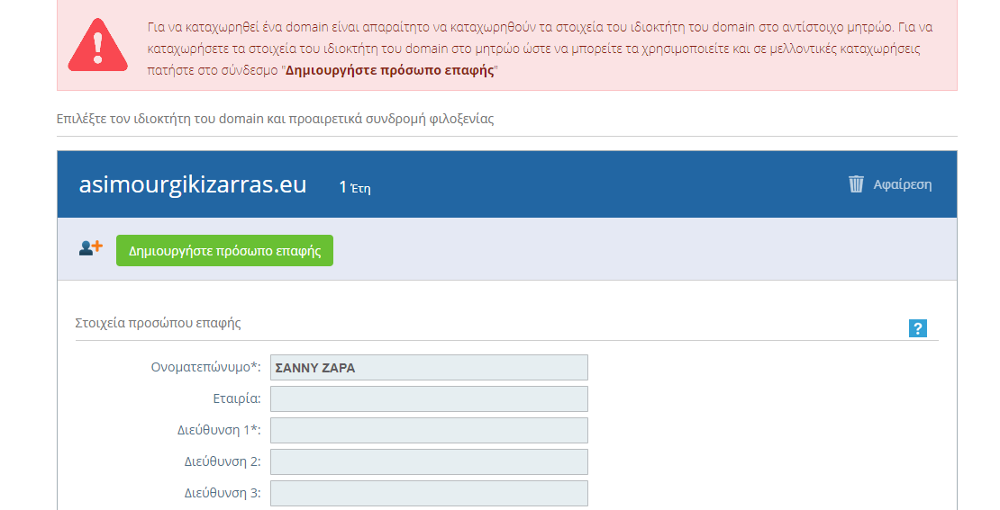 Για να καταχωρηθεί ένα domain είναι απαραίτητο να καταχωρηθούν τα στοιχεία του ιδιοκτήτη του domain στο αντίστοιχο μητρώο. Για να
καταχωρήσετε τα στοιχεία του ιδιοκτήτη του domain στο μητρώο ώστε να μπορείτε τα χρησιμοποιείτε και σε μελλοντικές καταχωρήσεις
πατήστε στο σύνδεσμο "Δημιουργήστε πρόσωπο επαφής"
Επιλέξτε τον ιδιοκτήτη του domain και προαιρετικά συνδρομή φιλοξενίας
asimourgikizarras.eu 1 Έτη Αφαίρεση
Δημιουργήστε πρόσωπο επαφής
Στοιχεία προσώπου επαφής ?
Ονοματεπώνυμο*: ΣΑΝΝΥ ΖΑΡΑ
Εταιρία:
Διεύθυνση 1*:
Διεύθυνση 2:
Διεύθυνση 3: